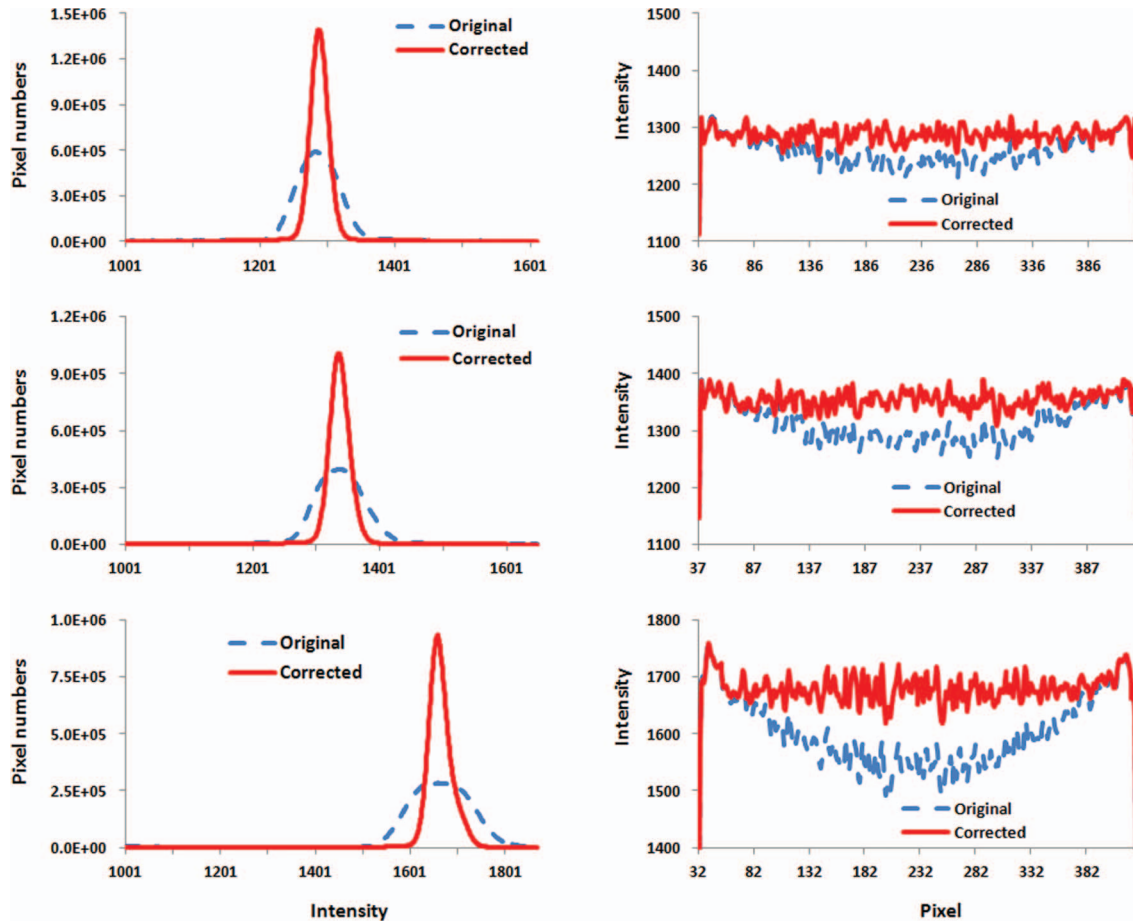 1.5E+06
1.2E+06
9.0E+05
6.0E+05
3.0E+05
0.0E+00
Pixel numbers
Original
Corrected
1001
1201
1401
1601
1500
1400
1300
1200
1100
Intensity
Original
Corrected
36
86
136
186
236
286
336
386
1.2E+06
9.0E+05
6.0E+05
3.0E+05
0.0E+00
Pixel numbers
Original
Corrected
1001
1201
1401
1601
1500
1400
1300
1200
1100
Intensity
Original
Corrected
37
87
137
187
237
287
337
387
1.0E+06
7.5E+05
5.0E+05
2.5E+05
0.0E+00
Pixel numbers
Original
Corrected
1001
1201
1401
1601
1801
Intensity
1800
1700
1600
1500
1400
Intensity
Original
Corrected
32
82
132
182
232
282
332
382
Pixel